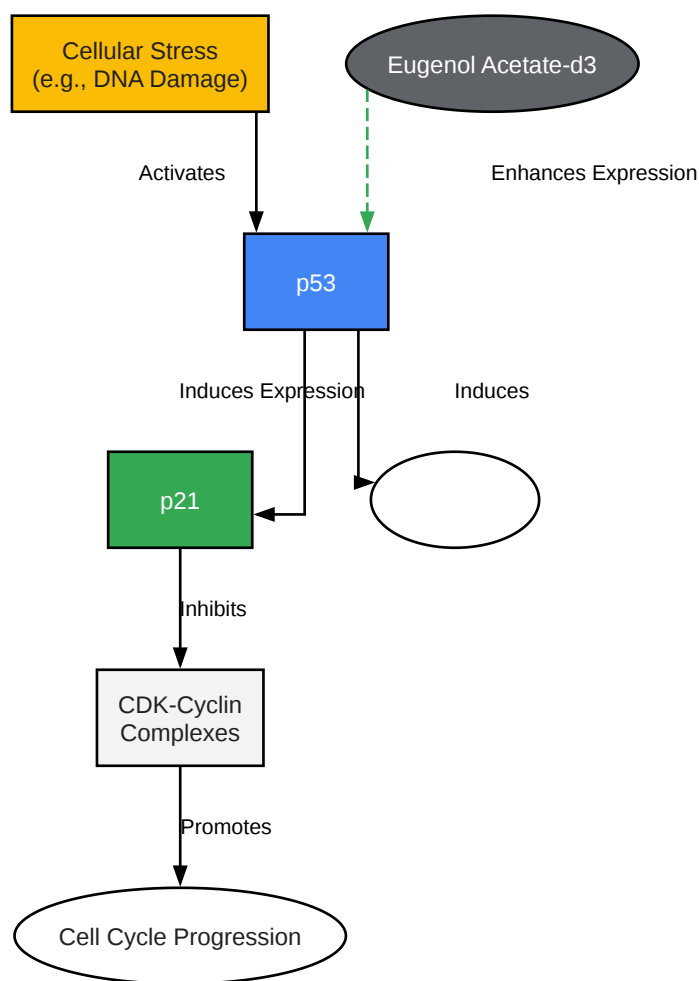 Cellular Stress
(e.g., DNA Damage)
Eugenol Acetate-d3
Activates
Enhances Expression
p53
Induces Expression
Induces
p21
Inhibits
CDK-Cyclin
Complexes
Promotes
Cell Cycle Progression